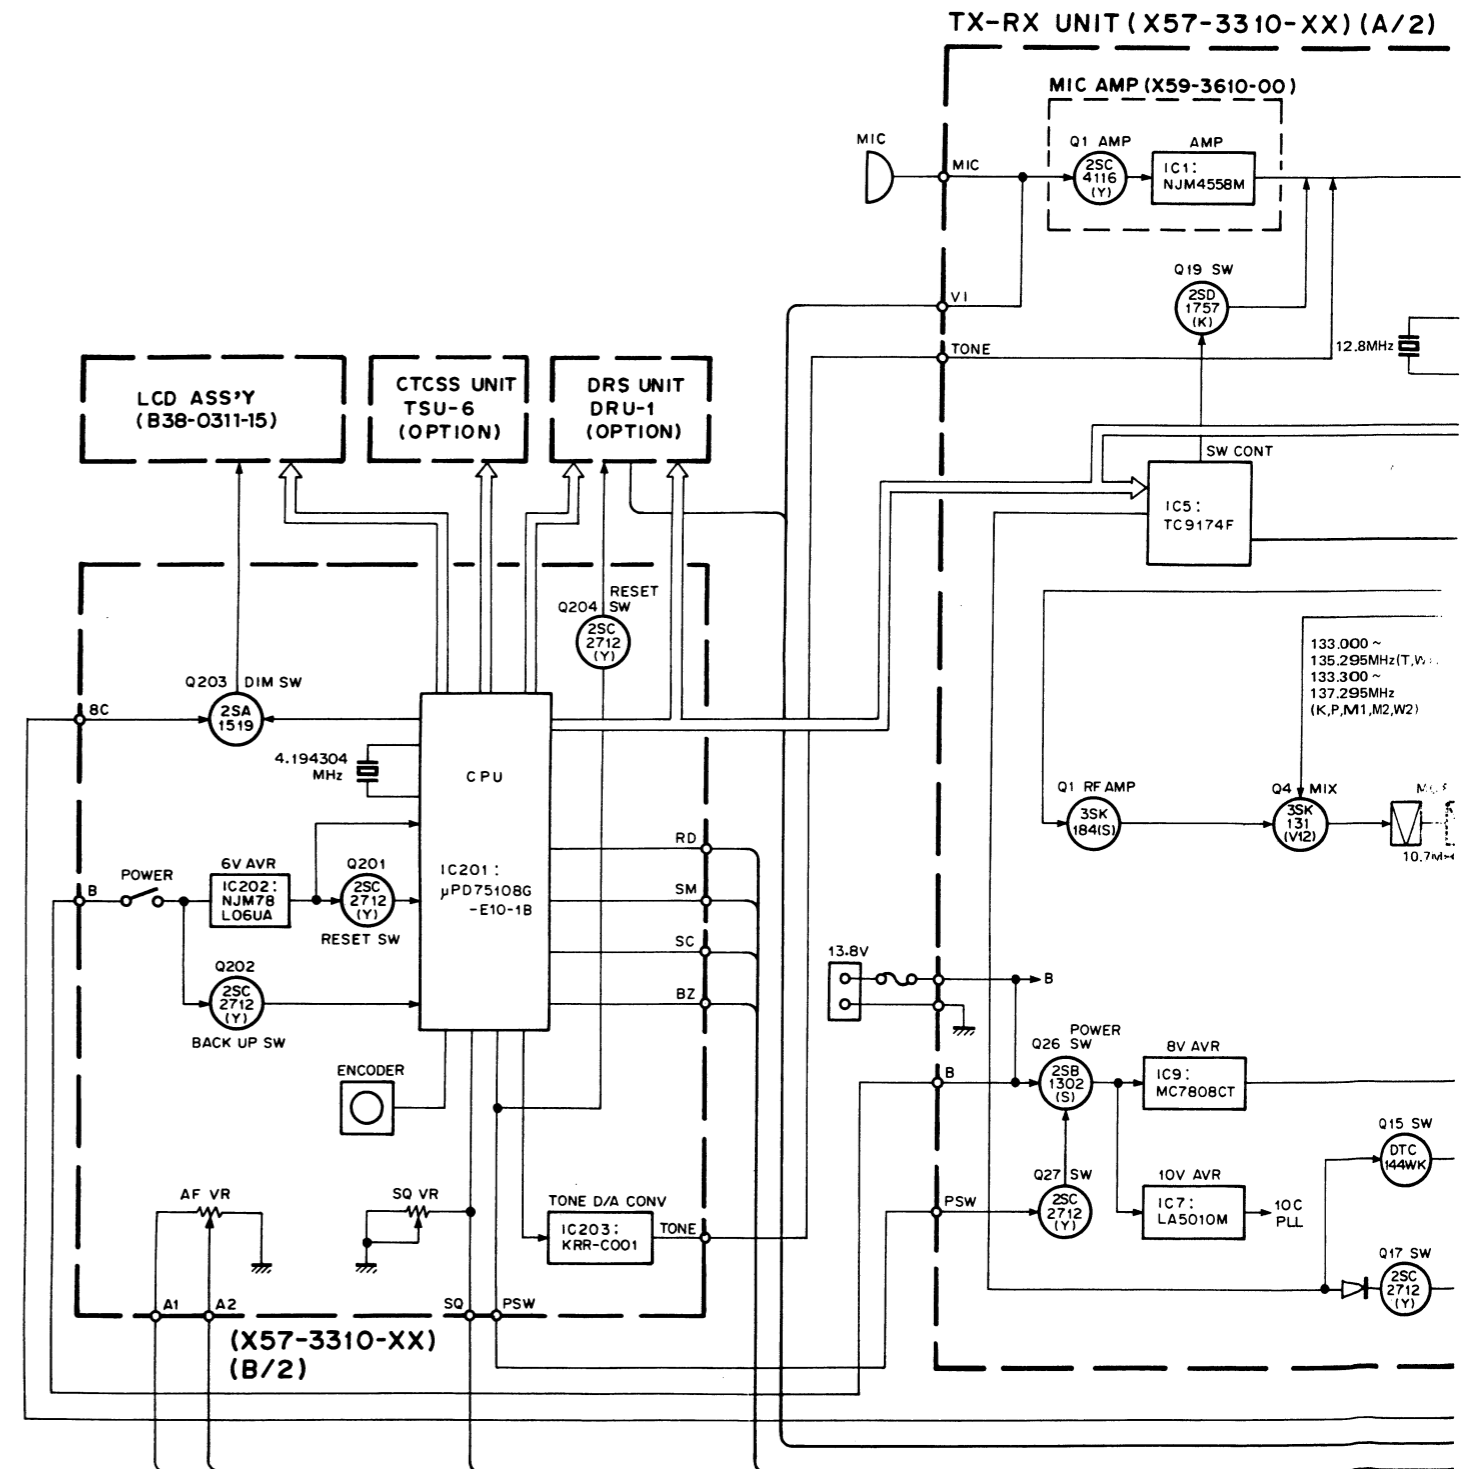 TX-RX UNIT (X57-3310-XX) (A/2)
MIC AMP (X59-3610-00)
MIC
MIC
Q1 AMP
2SC
4116
(Y)
AMP
IC1:
NJM4558M
Q19 SW
2SD
1757
(K)
VI
TONE
12.8MHz
LCD ASS'Y
(B38-0311-15)
CTCSS UNIT
TSU-6
(OPTION)
DRS UNIT
DRU-1
(OPTION)
SW CONT
IC5:
TC9174F
RESET
Q204 SW
2SC
2712
(Y)
133.000 ~
135.295MHz(T,W
133.300 ~
137.295MHz
(K,P,M1,M2,W2)
Q203 DIM SW
2SA
1519
8C
4.194304
MHz
CPU
IC201:
μPD75108G
-E10-1B
Q1 RF AMP
3SK
184(S)
Q4 MIX
3SK
131
(V12)
10.7
RD
SM
SC
BZ
B
POWER
6V AVR
IC202:
NJM78
L06UA
Q201
2SC
2712
(Y)
RESET SW
Q202
2SC
2712
(Y)
BACK UP SW
13.8V
B
ENCODER
B
POWER
Q26 SW
2SB
1302
(S)
8V AVR
IC9:
MC7808CT
Q15 SW
DTC
144WK
Q27 SW
2SC
2712
(Y)
PSW
10V AVR
IC7:
LA5010M
10C
PLL
Q17 SW
2SC
2712
(Y)
AF VR
SQ VR
TONE D/A CONV
IC203:
KRR-C001
TONE
A1
A2
SQ
PSW
(X57-3310-XX)
(B/2)